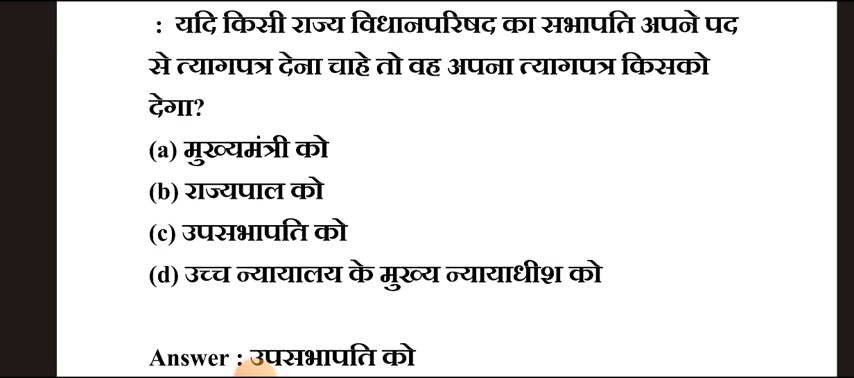 : यदि किसी राज्य विधानपरिषद का सभापति अपने पद
से त्यागपत्र देना चाहे तो वह अपना त्यागपत्र किसको
देगा?
(a) मुख्यमंत्री को
(b) राज्यपाल को
(c) उपसभापति को
(d) उच्च न्यायालय के मुख्य न्यायाधीश को
Answer : उपसभापति को